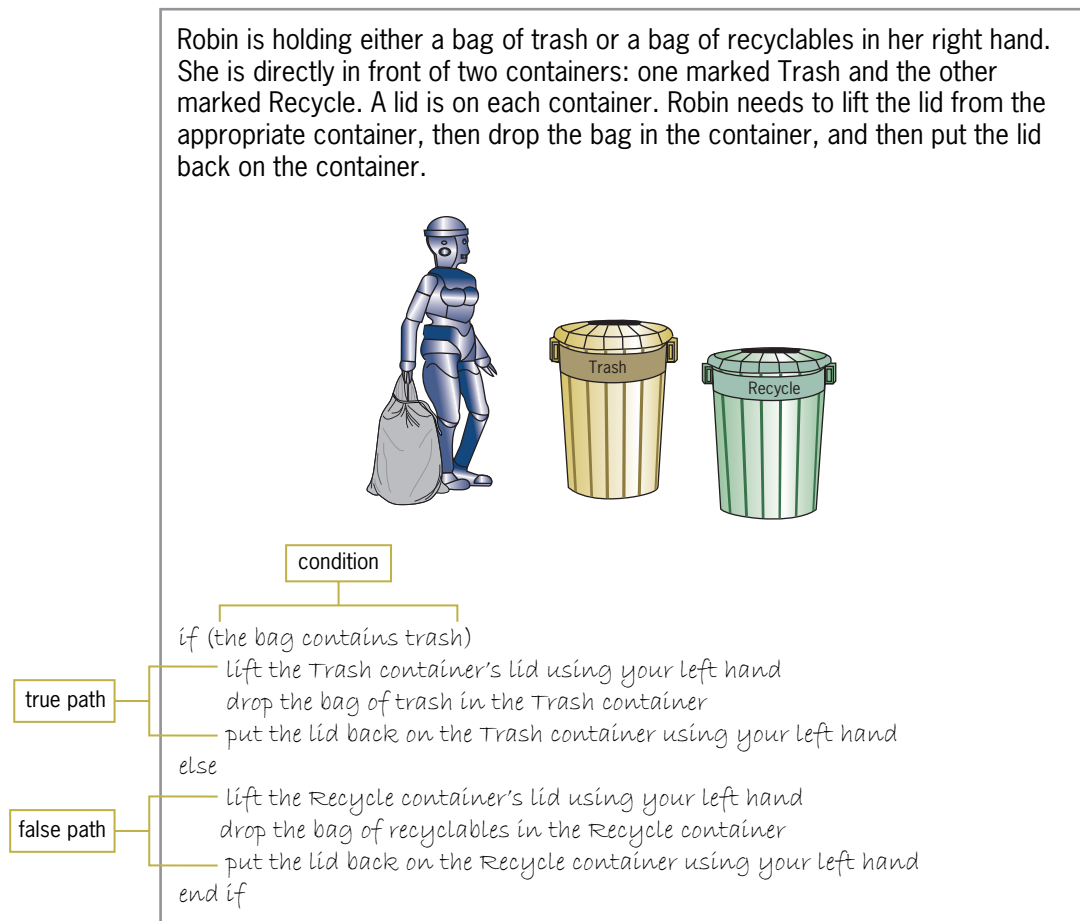 Robin is holding either a bag of trash or a bag of recyclables in her right hand.
She is directly in front of two containers: one marked Trash and the other
marked Recycle. A lid is on each container. Robin needs to lift the lid from the
appropriate container, then drop the bag in the container, and then put the lid
back on the container.
Trash
Recycle
condition
if (the bag contains trash)
lift the Trash container's lid using your left hand
true path
drop the bag of trash in the Trash container
put the lid back on the Trash container using your left hand
else
lift the Recycle container's lid using your left hand
false path
drop the bag of recyclables in the Recycle container
put the lid back on the Recycle container using your left hand
end if